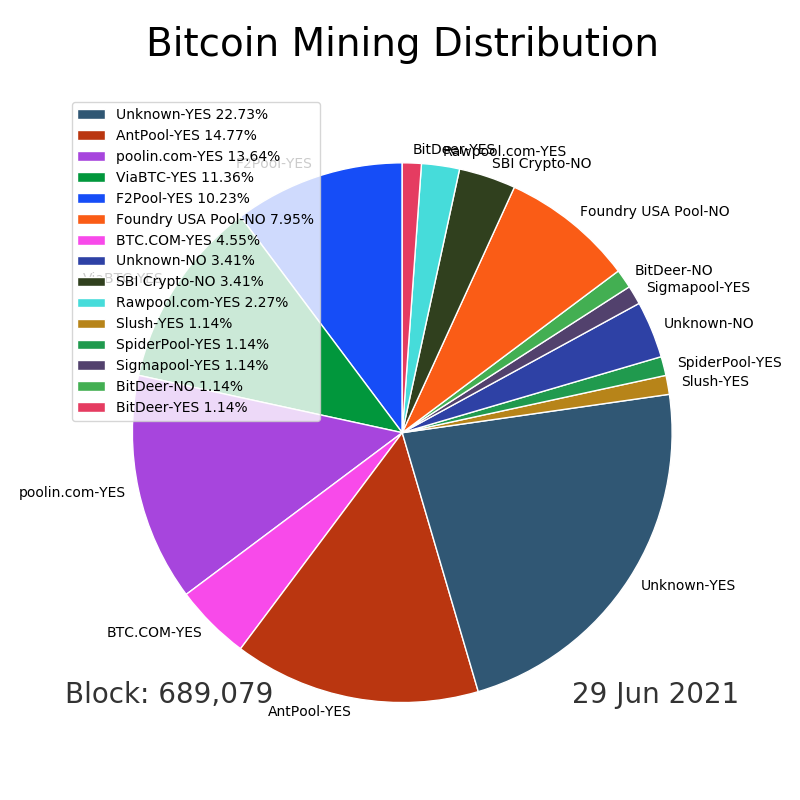 Bitcoin Mining Distribution
Unknown-YES 22.73%
AntPool-YES 14.77%
poolin.com-YES 13.64%
ViaBTC-YES 11.36%
F2Pool-YES 10.23%
Foundry USA Pool-NO 7.95%
BTC.COM-YES 4.55%
Unknown-NO 3.41%
SBI Crypto-NO 3.41%
Rawpool.com-YES 2.27%
Slush-YES 1.14%
SpiderPool-YES 1.14%
Sigmapool-YES 1.14%
BitDeer-NO 1.14%
BitDeer-YES 1.14%
F2Pool-YES
ViaBTC-YES
BitDeer-YES
Rawpool.com-YES
SBI Crypto-NO
Foundry USA Pool-NO
BitDeer-NO
Sigmapool-YES
Unknown-NO
SpiderPool-YES
Slush-YES
poolin.com-YES
Unknown-YES
BTC.COM-YES
AntPool-YES
Block: 689,079
29 Jun 2021